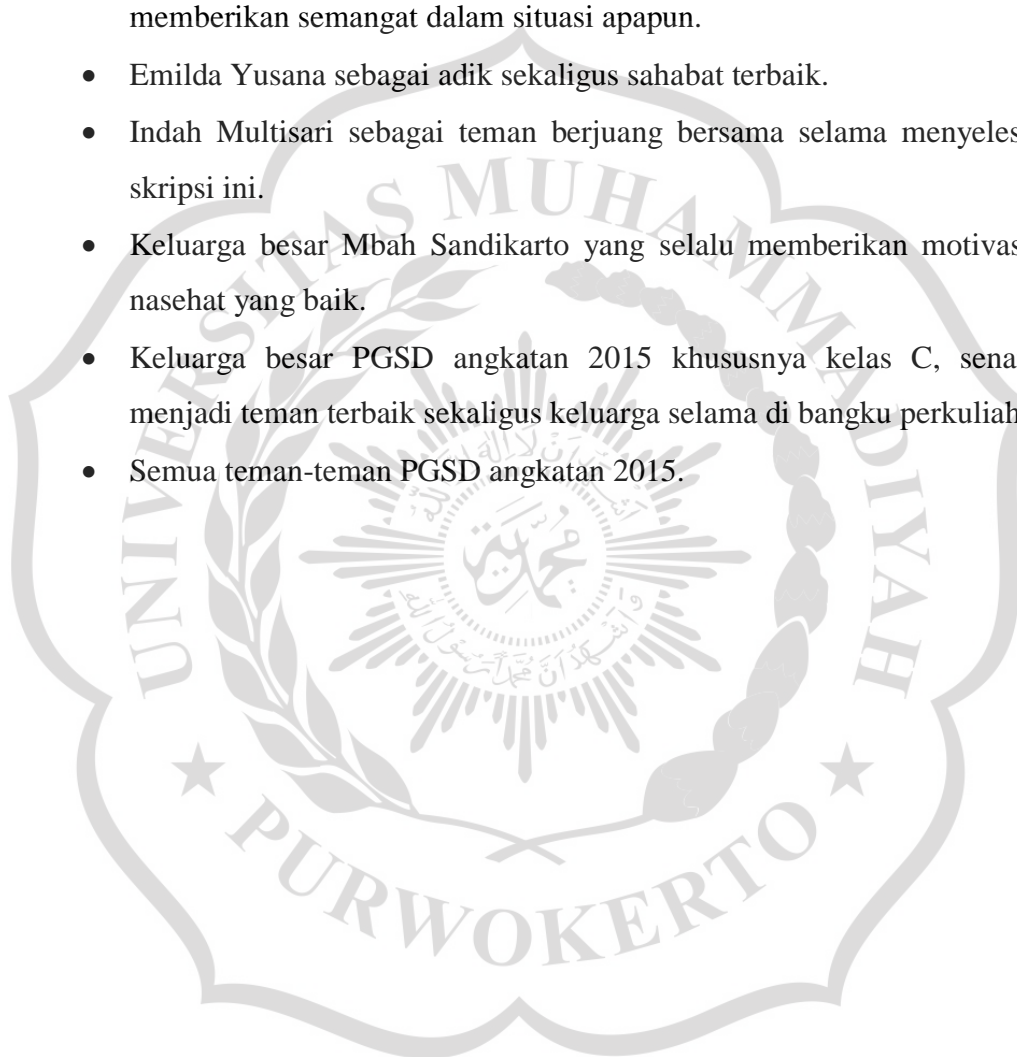 memberikan semangat dalam situasi apapun.
• Emilda Yusana sebagai adik sekaligus sahabat terbaik.
• Indah Multisari sebagai teman berjuang bersama selama menyeles
skripsi ini.
• Keluarga besar Mbah Sandikarto yang selalu memberikan motivas
nasehat yang baik.
• Keluarga besar PGSD angkatan 2015 khususnya kelas C, sena
menjadi teman terbaik sekaligus keluarga selama di bangku perkuliah
• Semua teman-teman PGSD angkatan 2015.
UNIVERSITAS MUHAMMADIYAH
PURWOKERTO